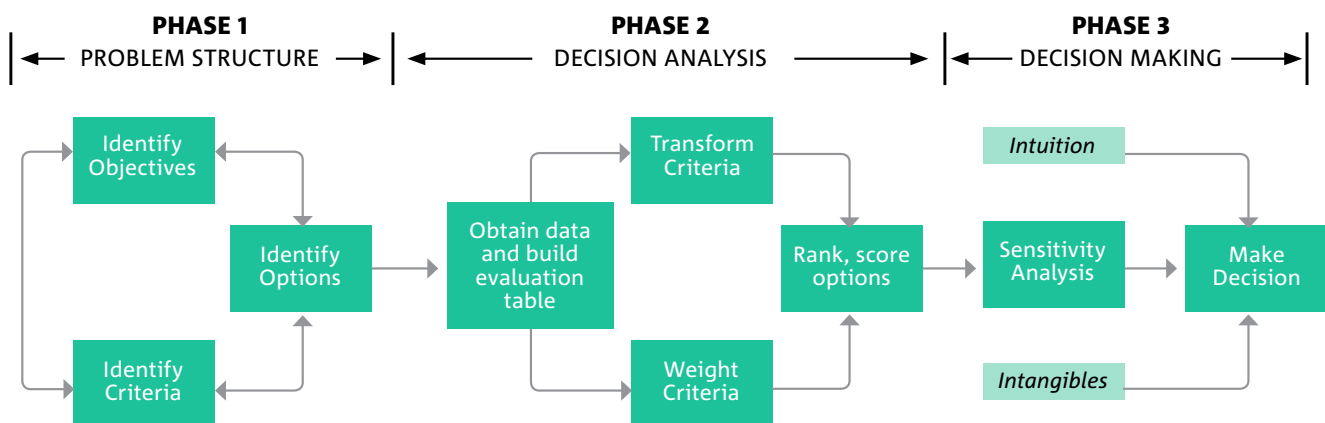 PHASE 1
PROBLEM STRUCTURE
PHASE 2
DECISION ANALYSIS
PHASE 3
DECISION MAKING
Identify
Objectives
Identify
Options
Identify
Criteria
Obtain data
and build
evaluation
table
Transform
Criteria
Weight
Criteria
Rank, score
options
Intuition
Sensitivity
Analysis
Intangibles
Make
Decision